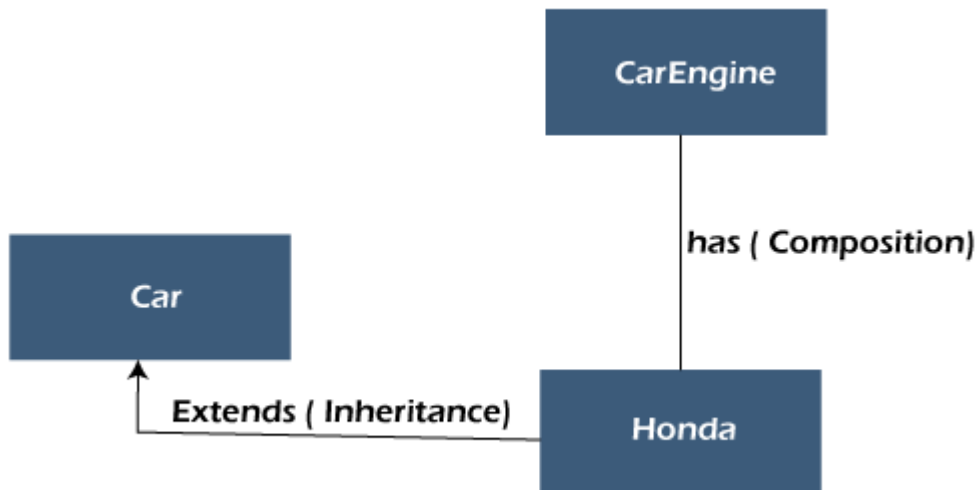 CarEngine
has ( Composition)
Car
Extends ( Inheritance)
Honda